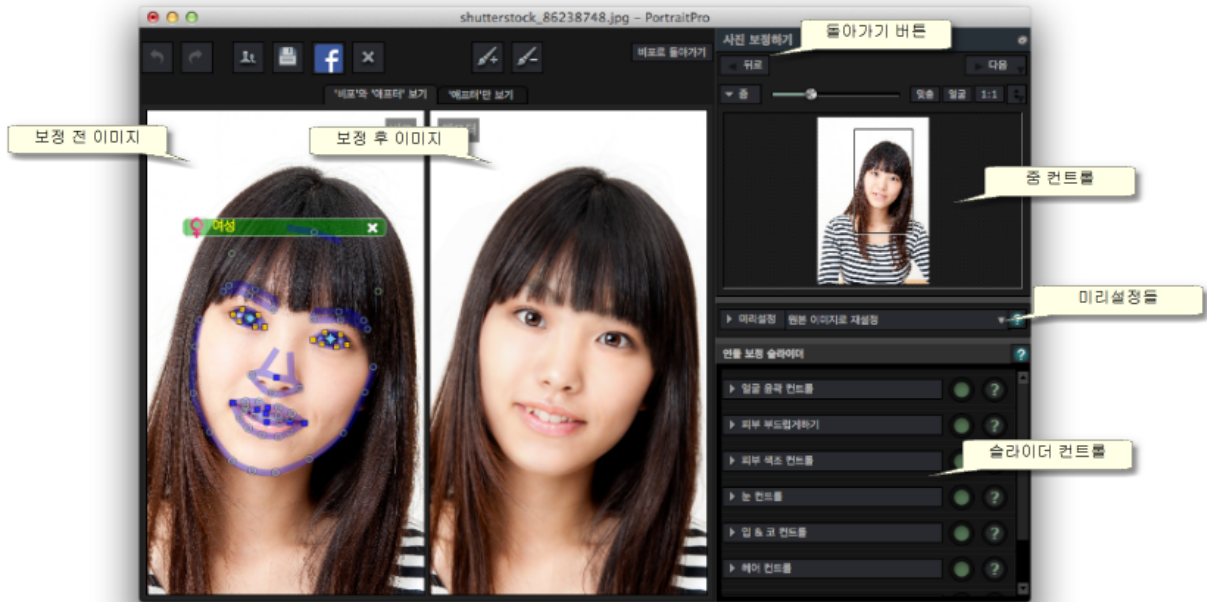 shutterstock_86238748.jpg – PortraitPro
사진 보정하기
돌아가기 버튼
비포로 돌아가기
뒤로
다음
'비포'와 '애프터' 보기
'애프터'만 보기
줌
맞춤
얼굴
1:1
보정 전 이미지
보정 후 이미지
줌 컨트롤
여성
미리설정들
미리설정
원본 이미지로 재설정
인물 보정 슬라이더
?
얼굴 윤곽 컨트롤
?
피부 부드럽게하기
?
피부 색조 컨트롤
슬라이더 컨트롤
눈 컨트롤
?
입 & 코 컨트롤
?
헤어 컨트롤
?